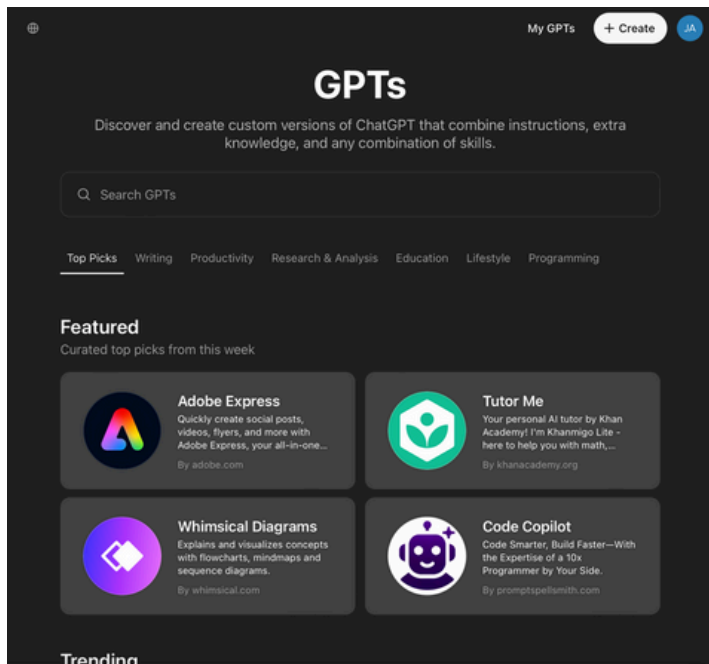 My GPTs
+ Create
JA
GPTs
Discover and create custom versions of ChatGPT that combine instructions, extra
knowledge, and any combination of skills.
Search GPTs
Top Picks Writing Productivity Research & Analysis Education Lifestyle Programming
Featured
Curated top picks from this week
Adobe Express
Quickly create social posts,
videos, flyers, and more with
Adobe Express, your all-in-one...
By adobe.com
Tutor Me
Your personal AI tutor by Khan
Academy! I'm Khanmigo Lite -
here to help you with math,...
By khanacademy.org
Whimsical Diagrams
Explains and visualizes concepts
with flowcharts, mindmaps and
sequence diagrams.
By whimsical.com
Code Copilot
Code Smarter, Build Faster—With
the Expertise of a 10x
Programmer by Your Side.
By promptspellsmith.com
Trending